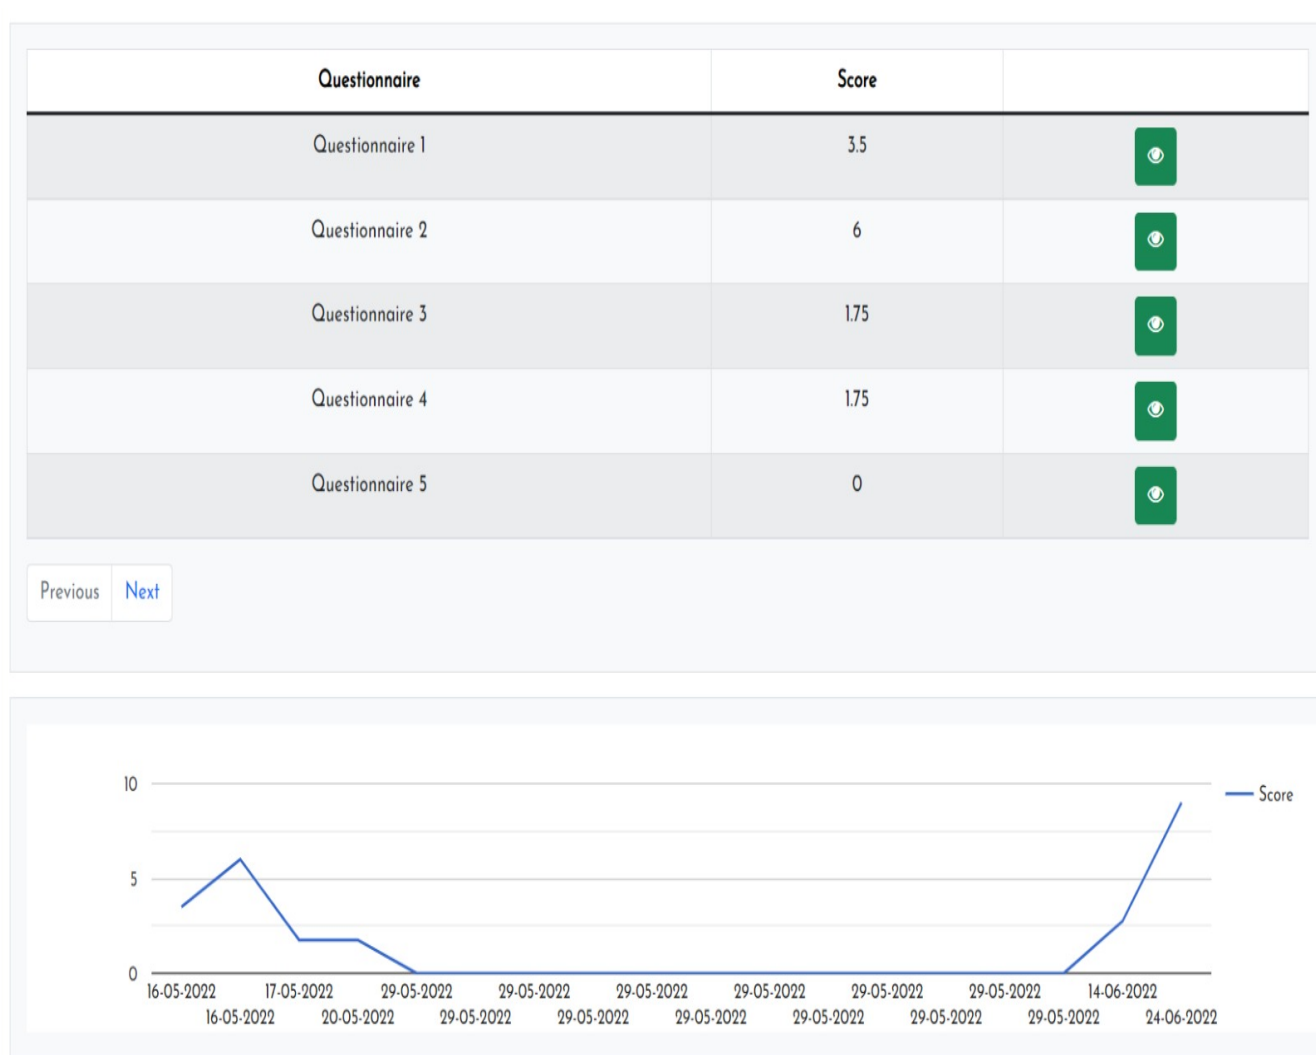 Questionnaire Score
Questionnaire 1 3.5
Questionnaire 2 6
Questionnaire 3 1.75
Questionnaire 4 1.75
Questionnaire 5 0
Previous Next
10
Score
5
0
16-05-2022 17-05-2022 29-05-2022 29-05-2022 29-05-2022 29-05-2022 29-05-2022 29-05-2022 14-06-2022
16-05-2022 20-05-2022 29-05-2022 29-05-2022 29-05-2022 29-05-2022 29-05-2022 29-05-2022 24-06-2022